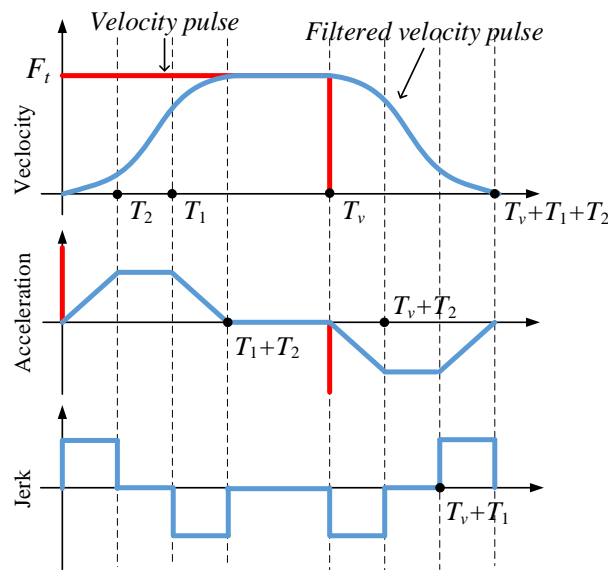 Velocity pulse
Filtered velocity pulse
F_t
Veclocity
T_2
T_1
T_v
T_v+T_1+T_2
Acceleration
T_v+T_2
T_1+T_2
Jerk
T_v+T_1